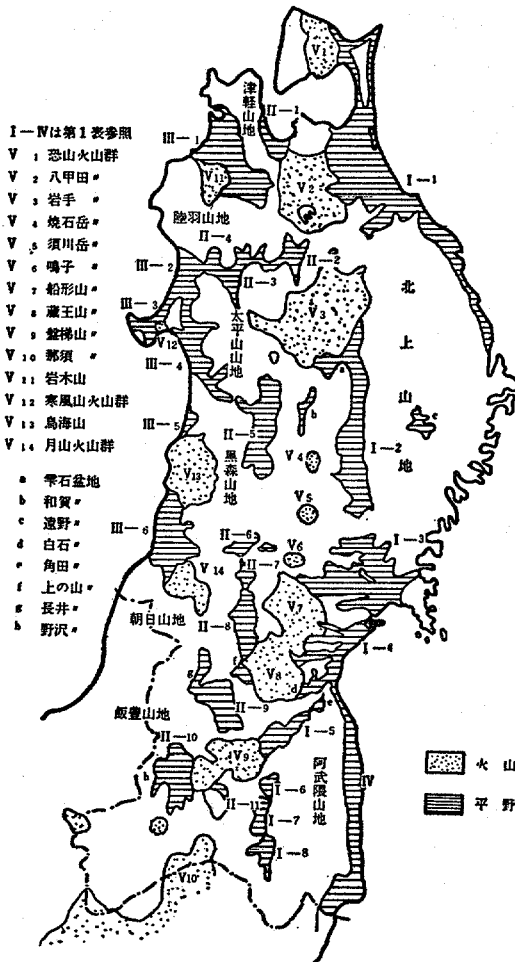 I—IVは第1表参照
V 1 恐山火山群
V 2 八甲田〃
V 3 岩手〃
V 4 焼石岳〃
V 5 須川岳〃
V 6 鳴子〃
V 7 船形山〃
V 8 蔵王山〃
V 9 磐梯山〃
V 10 那須〃
V 11 岩木山
V 12 寒風山火山群
V 13 鳥海山
V 14 月山火山群
a 雫石盆地
b 和賀〃
c 遠野〃
d 白石〃
e 角田〃
f 上の山〃
g 長井〃
h 野沢〃
V1
津軽山地
II—1
III—1
I—1
V11
V2
陸羽山地
II—4
III—2
II—2
II—3
III—3
V12
太平山山地
V3
北上山地
III—4
a
b
c
II—5
III—5
V4
I—2
黒森山地
V13
V5
III—6
II—6
V6
I—3
II—7
V14
V7
朝日山地
II—8
I—4
f
V8
g
d
e
II—9
飯豊山地
I—5
II—10
V9
阿武隈山地
h
I—6
IV
II—11
I—7
I—8
V10
火山
平野